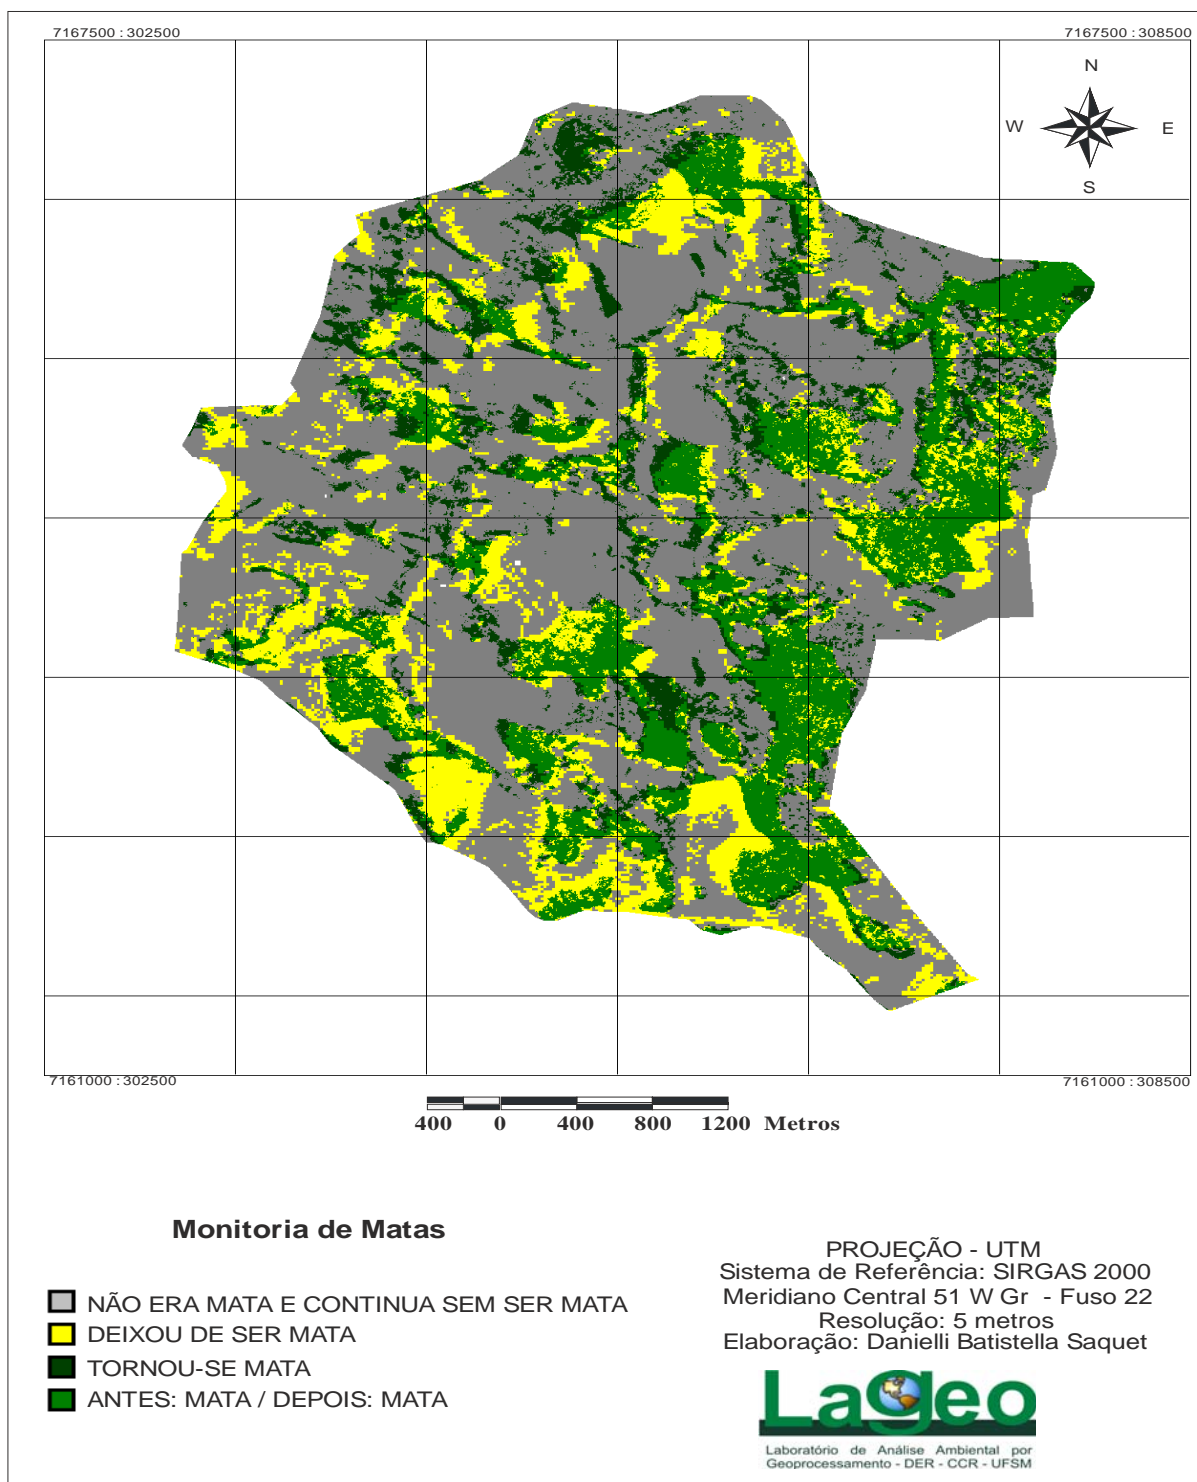 7167500 : 302500
7167500 : 308500
N
W
E
S
7161000 : 302500
7161000 : 308500
400 0 400 800 1200 Metros
Monitoria de Matas
NÃO ERA MATA E CONTINUA SEM SER MATA
DEIXOU DE SER MATA
TORNOU-SE MATA
ANTES: MATA / DEPOIS: MATA
PROJEÇÃO - UTM
Sistema de Referência: SIRGAS 2000
Meridiano Central 51 W Gr - Fuso 22
Resolução: 5 metros
Elaboração: Danielli Batistella Saquet
Lageo
Laboratório de Análise Ambiental por
Geoprocessamento - DER - CCR - UFSM